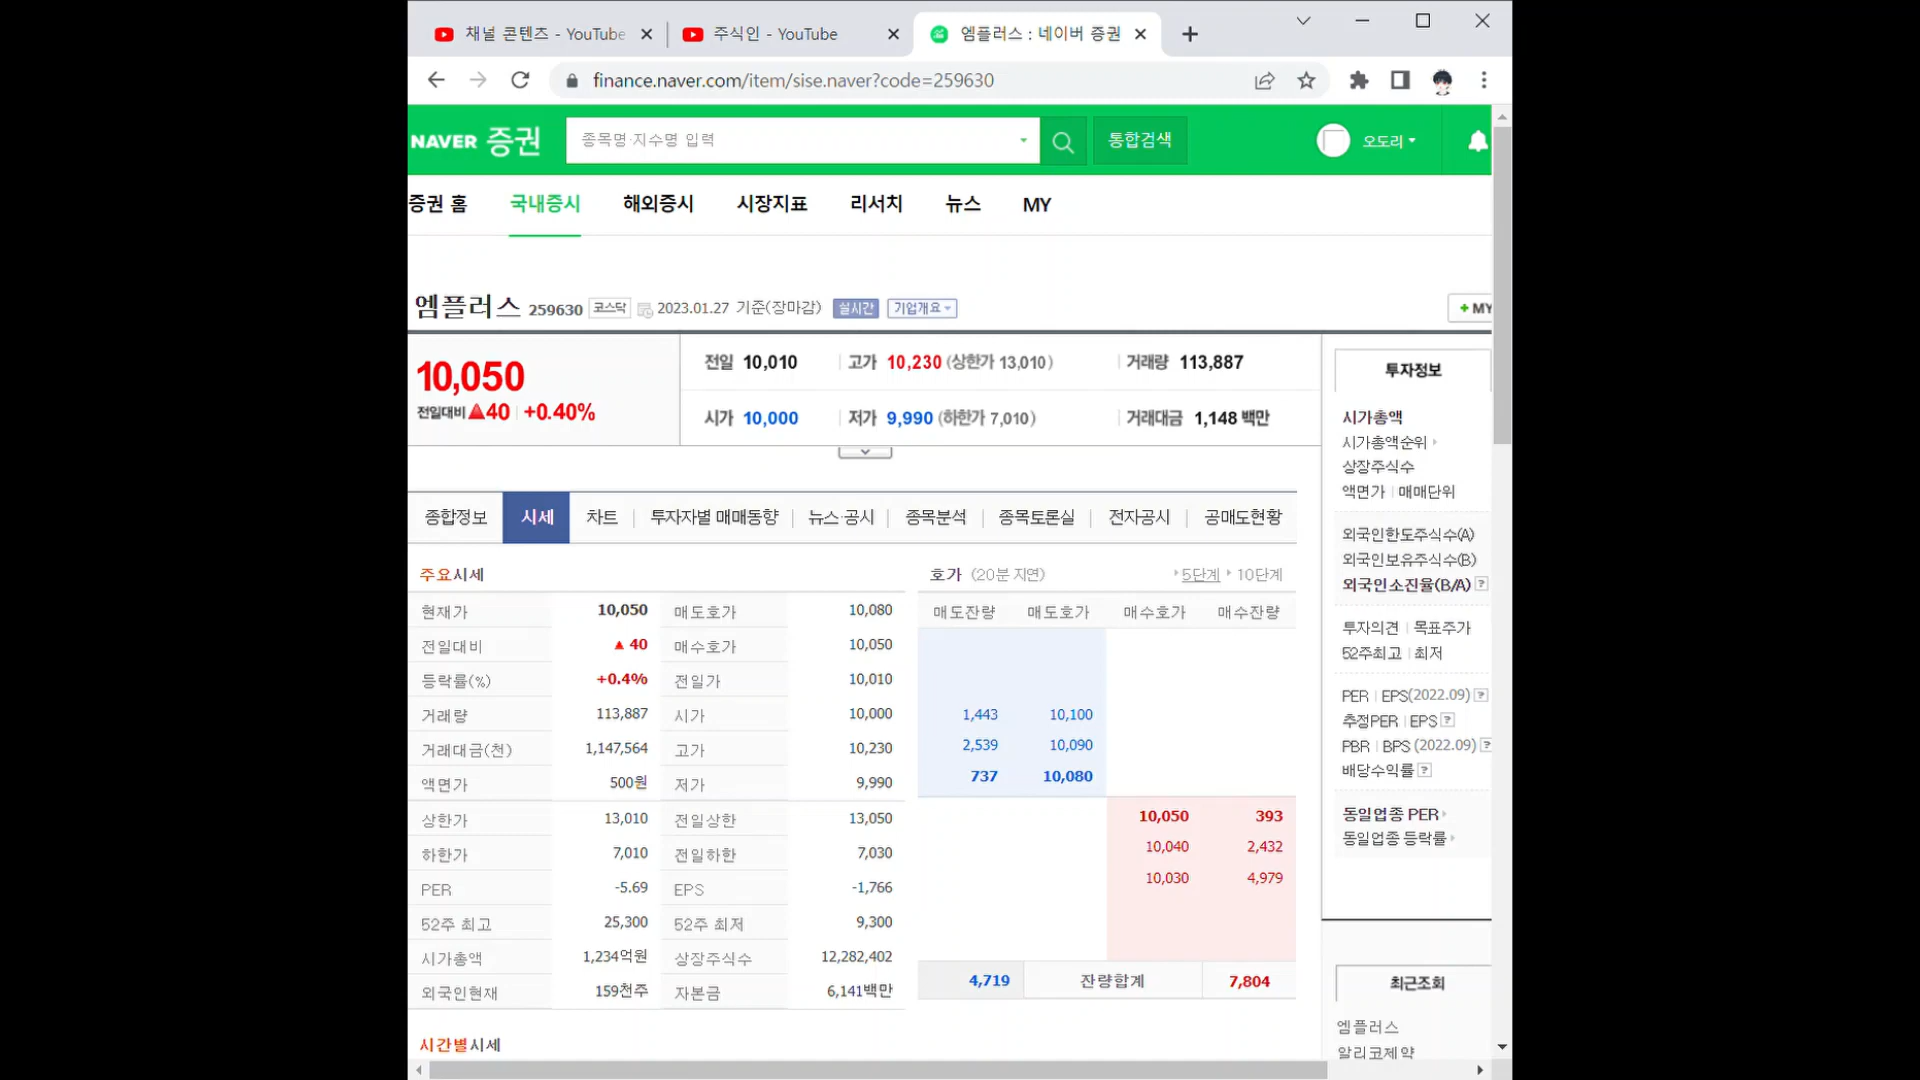 채널 콘텐츠 - YouTube
주식인 - YouTube
엠플러스 : 네이버 증권
finance.naver.com/item/sise.naver?code=259630
NAVER 증권
종목명·지수명 입력
통합검색
오도리
증권 홈 국내증시 해외증시 시장지표 리서치 뉴스 MY
엠플러스 259630 코스닥 2023.01.27 기준(장마감) 실시간 기업개요
+ MY
10,050
전일대비 ▲40 +0.40%
전일 10,010 고가 10,230 (상한가 13,010) 거래량 113,887
시가 10,000 저가 9,990 (하한가 7,010) 거래대금 1,148 백만
종합정보 시세 차트 투자자별 매매동향 뉴스·공시 종목분석 종목토론실 전자공시 공매도현황
주요시세
현재가 10,050 매도호가 10,080
전일대비 ▲ 40 매수호가 10,050
등락률(%) +0.4% 전일가 10,010
거래량 113,887 시가 10,000
거래대금(천) 1,147,564 고가 10,230
액면가 500원 저가 9,990
상한가 13,010 전일상한 13,050
하한가 7,010 전일하한 7,030
PER -5.69 EPS -1,766
52주 최고 25,300 52주 최저 9,300
시가총액 1,234억원 상장주식수 12,282,402
외국인현재 159천주 자본금 6,141백만
호가 (20분 지연) 5단계 10단계
매도잔량 매도호가 매수호가 매수잔량
1,443 10,100
2,539 10,090
737 10,080
10,050 393
10,040 2,432
10,030 4,979
4,719 잔량합계 7,804
시간별시세
투자정보
시가총액
시가총액순위
상장주식수
액면가 | 매매단위
외국인한도주식수(A)
외국인보유주식수(B)
외국인소진율(B/A) ?
투자의견 | 목표주가
52주최고 | 최저
PER | EPS(2022.09) ?
추정PER | EPS ?
PBR | BPS (2022.09) ?
배당수익률 ?
동일업종 PER
동일업종 등락률
최근조회
엠플러스
알리코제약